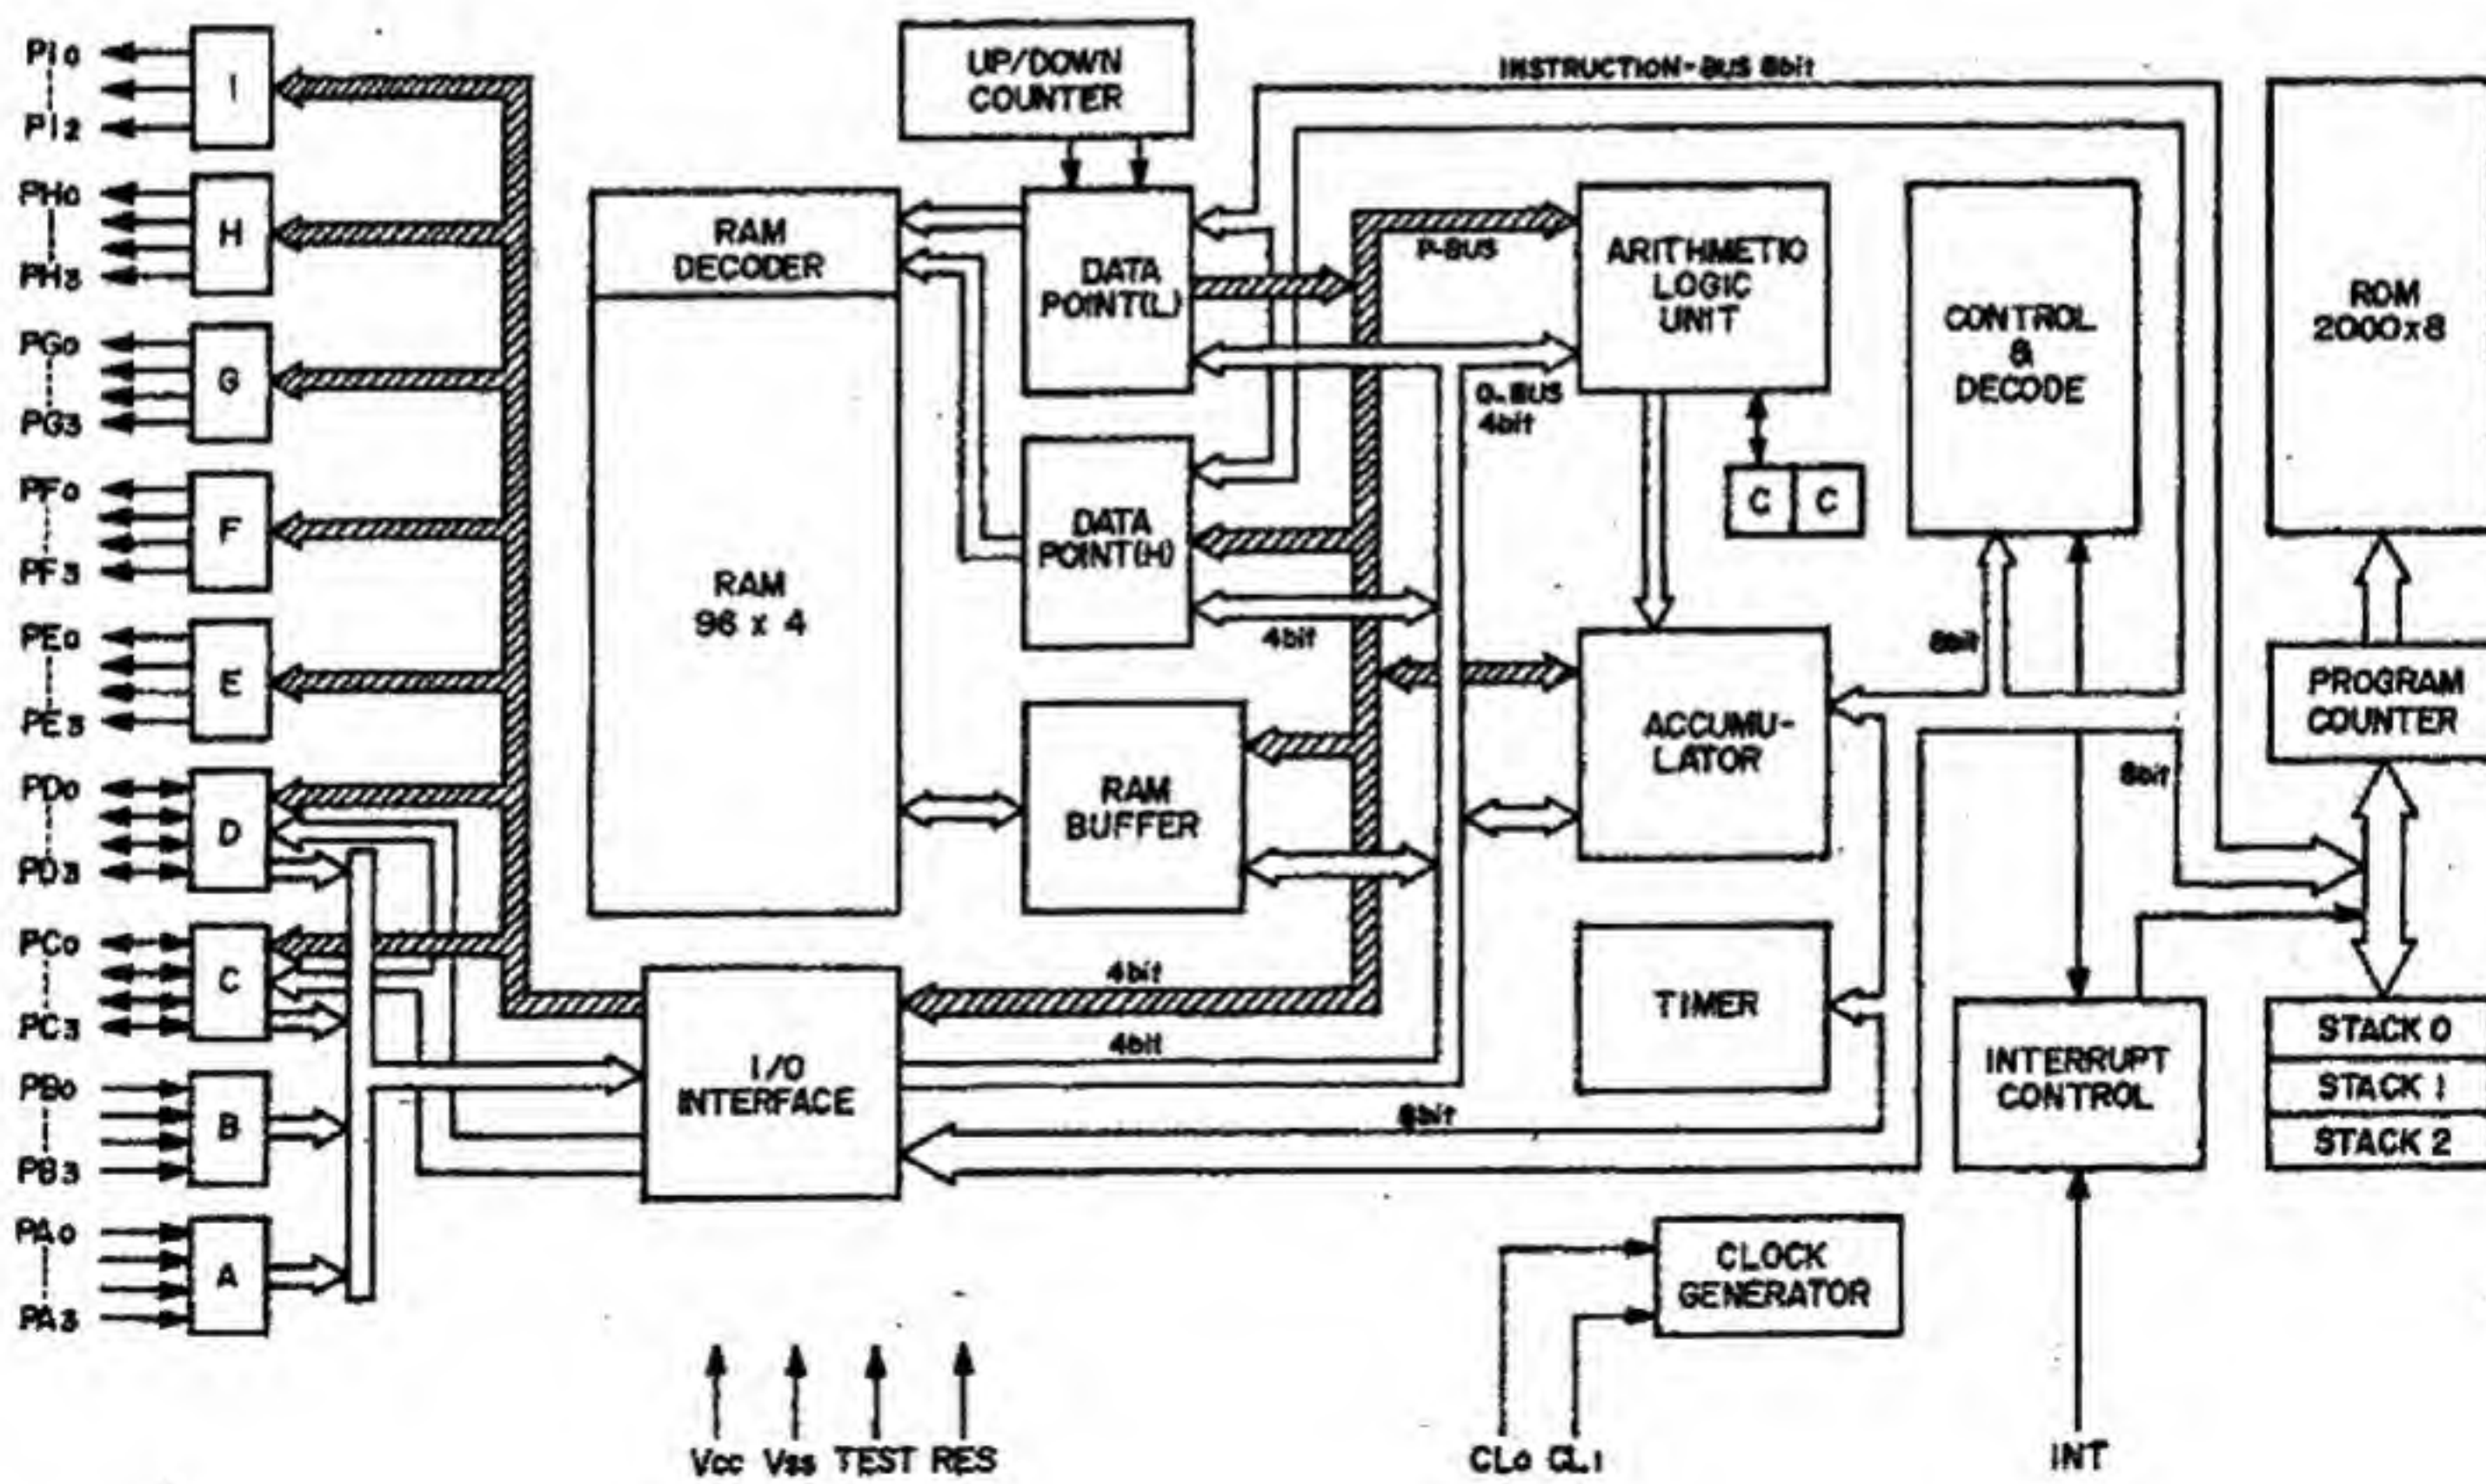 PI0
PI2
I
PH0
PH3
H
PG0
PG3
G
PF0
PF3
F
PE0
PE3
E
PD0
PD3
D
PC0
PC3
C
PB0
PB3
B
PA0
PA3
A
UP/DOWN
COUNTER
RAM
DECODER
RAM
96 x 4
DATA
POINT(L)
DATA
POINT(H)
4bit
RAM
BUFFER
4bit
4bit
I/O
INTERFACE
8bit
INSTRUCTION-BUS 8bit
P-BUS
BUS
4bit
ARITHMETIC
LOGIC
UNIT
C C
ACCUMU-
LATOR
TIMER
CONTROL
&
DECODE
8bit
8bit
ROM
2000x8
PROGRAM
COUNTER
STACK 0
STACK 1
STACK 2
INTERRUPT
CONTROL
CLOCK
GENERATOR
Vcc Vss TEST RES
CL0 CL1
INT